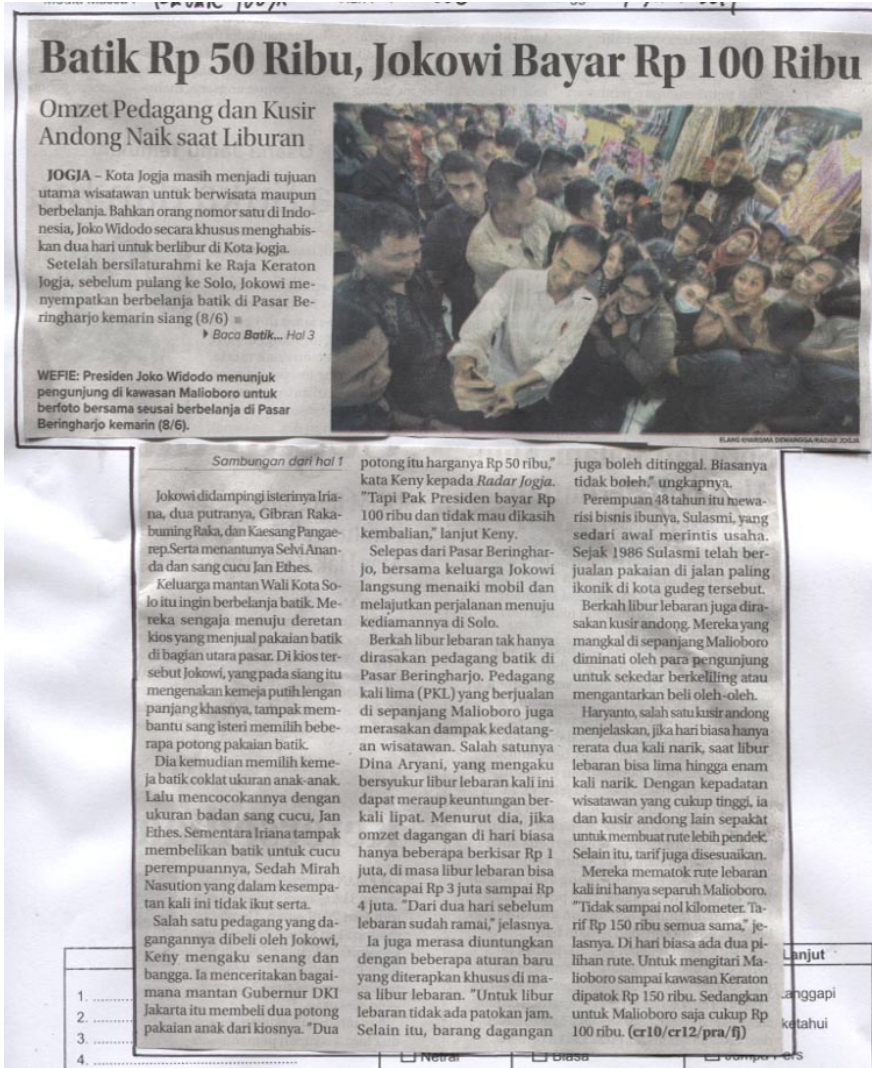 Batik Rp 50 Ribu, Jokowi Bayar Rp 100 Ribu
Omzet Pedagang dan Kusir
Andong Naik saat Liburan
JOGJA – Kota Jogja masih menjadi tujuan
utama wisatawan untuk berwisata maupun
berbelanja. Bahkan orang nomor satu di Indo-
nesia, Joko Widodo secara khusus menghabis-
kan dua hari untuk berlibur di Kota Jogja.
Setelah bersilaturahmi ke Raja Keraton
Jogja, sebelum pulang ke Solo, Jokowi me-
nyempatkan berbelanja batik di Pasar Be-
ringharjo kemarin siang (8/6)
Baca Batik... Hal 3
WEFIE: Presiden Joko Widodo menunjuk
pengunjung di kawasan Malioboro untuk
berfoto bersama seusai berbelanja di Pasar
Beringharjo kemarin (8/6).
ELANG KHARISMA DEWANGGA/RADAR JOGJA
Sambungan dari hal 1
Jokowi didampingi isterinya Iria-
na, dua putranya, Gibran Raka-
buming Raka, dan Kaesang Pangae-
rep.Serta menantunya Selvi Anan-
da dan sang cucu Jan Ethes.
Keluarga mantan Wali Kota So-
lo itu ingin berbelanja batik. Me-
reka sengaja menuju deretan
kios yang menjual pakaian batik
di bagian utara pasar. Di kios ter-
sebut Jokowi, yang pada siang itu
mengenakan kemeja putih lengan
panjang khasnya, tampak mem-
bantu sang isteri memilih bebe-
rapa potong pakaian batik.
Dia kemudian memilih keme-
ja batik coklat ukuran anak-anak.
Lalu mencocokannya dengan
ukuran badan sang cucu, Jan
Ethes. Sementara Iriana tampak
membelikan batik untuk cucu
perempuannya, Sedah Mirah
Nasution yang dalam kesempa-
tan kali ini tidak ikut serta.
Salah satu pedagang yang da-
gangannya dibeli oleh Jokowi,
Keny mengaku senang dan
bangga. Ia menceritakan bagai-
mana mantan Gubernur DKI
Jakarta itu membeli dua potong
pakaian anak dari kiosnya. "Dua
potong itu harganya Rp 50 ribu,"
kata Keny kepada Radar Jogja.
"Tapi Pak Presiden bayar Rp
100 ribu dan tidak mau dikasih
kembalian," lanjut Keny.
Selepas dari Pasar Beringhar-
jo, bersama keluarga Jokowi
langsung menaiki mobil dan
melajutkan perjalanan menuju
kediamannya di Solo.
Berkah libur lebaran tak hanya
dirasakan pedagang batik di
Pasar Beringharjo. Pedagang
kali lima (PKL) yang berjualan
di sepanjang Malioboro juga
merasakan dampak kedatang-
an wisatawan. Salah satunya
Dina Aryani, yang mengaku
bersyukur libur lebaran kali ini
dapat meraup keuntungan ber-
kali lipat. Menurut dia, jika
omzet dagangan di hari biasa
hanya beberapa berkisar Rp 1
juta, di masa libur lebaran bisa
mencapai Rp 3 juta sampai Rp
4 juta. "Dari dua hari sebelum
lebaran sudah ramai," jelasnya.
Ia juga merasa diuntungkan
dengan beberapa aturan baru
yang diterapkan khusus di ma-
sa libur lebaran. "Untuk libur
lebaran tidak ada patokan jam.
Selain itu, barang dagangan
juga boleh ditinggal. Biasanya
tidak boleh," ungkapnya.
Perempuan 48 tahun itu mewa-
risi bisnis ibunya, Sulasmi, yang
sedari awal merintis usaha.
Sejak 1986 Sulasmi telah ber-
jualan pakaian di jalan paling
ikonik di kota gudeg tersebut.
Berkah libur lebaran juga dira-
sakan kusir andong. Mereka yang
mangkal di sepanjang Malioboro
diminati oleh para pengunjung
untuk sekedar berkeliling atau
mengantarkan beli oleh-oleh.
Haryanto, salah satu kusir andong
menjelaskan, jika hari biasa hanya
rerata dua kali narik, saat libur
lebaran bisa lima hingga enam
kali narik. Dengan kepadatan
wisatawan yang cukup tinggi, ia
dan kusir andong lain sepakat
untuk membuat rute lebih pendek.
Selain itu, tarif juga disesuaikan.
Mereka mematok rute lebaran
kali ini hanya separuh Malioboro.
"Tidak sampai nol kilometer. Ta-
rif Rp 150 ribu semua sama," je-
lasnya. Di hari biasa ada dua pi-
lihan rute. Untuk mengitari Ma-
lioboro sampai kawasan Keraton
dipatok Rp 150 ribu. Sedangkan
untuk Malioboro saja cukup Rp
100 ribu. (cr10/cr12/pra/fj)
Lanjut
1.
2.
3.
4.
anggapi
ketahui
Netral
Biasa
Jumpa Pers